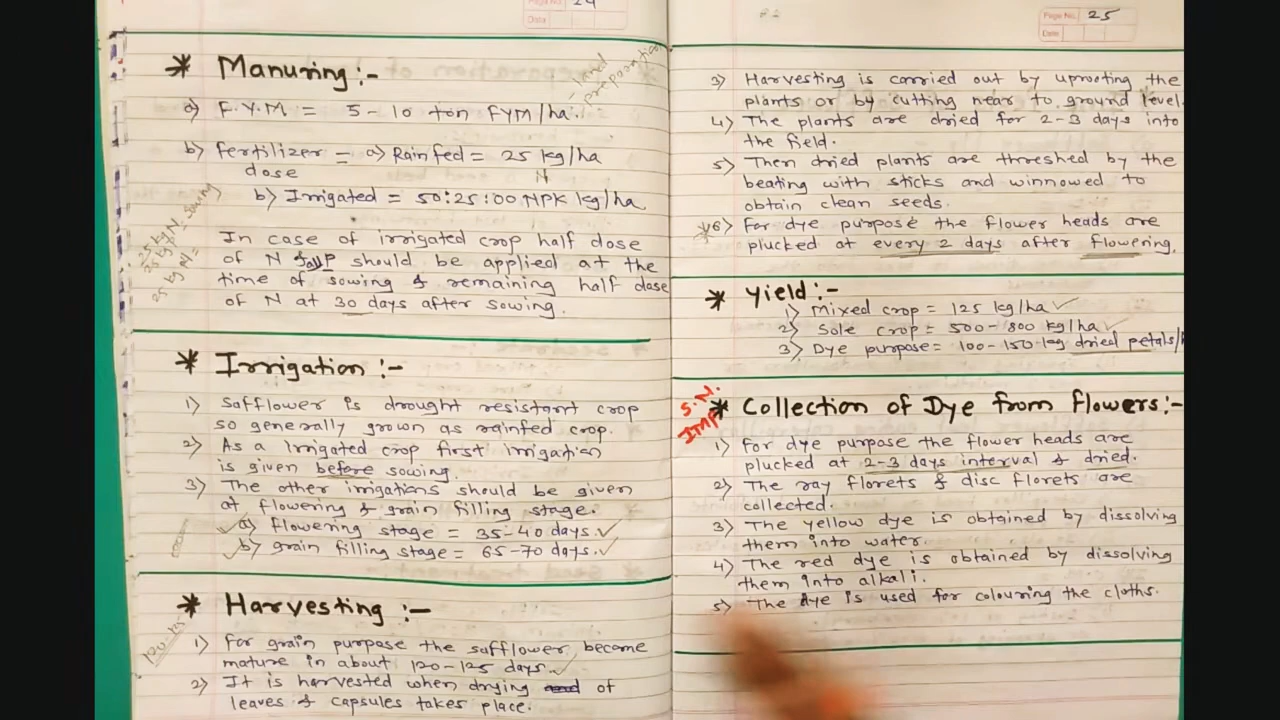 Page No. 24
Date
* Manuring :-
- land
preparation
a) F.Y.M = 5-10 ton FYM/ha.
b) fertilizer = a) Rainfed = 25 kg/ha
dose
N
b) Irrigated = 50:25:00 NPK kg/ha
25 kg N sowing
25 kg P
25 kg N =
In case of irrigated crop half dose
of N & P should be applied at the
time of sowing & remaining half dose
of N at 30 days after sowing.
* Irrigation :-
1) Safflower is drought resistant crop
so generally grown as rainfed crop.
2) As a Irrigated crop first irrigation
is given before sowing.
3) The other irrigations should be given
at flowering & grain filling stage.
a) flowering stage = 35-40 days.
b) grain filling stage = 65-70 days.
* Harvesting :-
120-125
1) For grain purpose the safflower become
mature in about 120-125 days.
2) It is harvested when drying of
leaves & capsules takes place.
Page No. 25
Date
3) Harvesting is carried out by uprooting the
plants or by cutting near to ground level.
4) The plants are dried for 2-3 days into
the field.
5) Then dried plants are threshed by the
beating with sticks and winnowed to
obtain clean seeds.
*6) For dye purpose the flower heads are
plucked at every 2 days after flowering.
* Yield :-
1) Mixed crop = 125 kg/ha
2) Sole crop = 500-800 kg/ha
3) Dye purpose = 100-150 kg dried petals/
S.N.
IMP
* Collection of Dye from flowers :-
1) For dye purpose the flower heads are
plucked at 2-3 days interval & dried.
2) The ray florets & disc florets are
collected.
3) The yellow dye is obtained by dissolving
them into water.
4) The red dye is obtained by dissolving
them into alkali.
5) The dye is used for colouring the cloths.